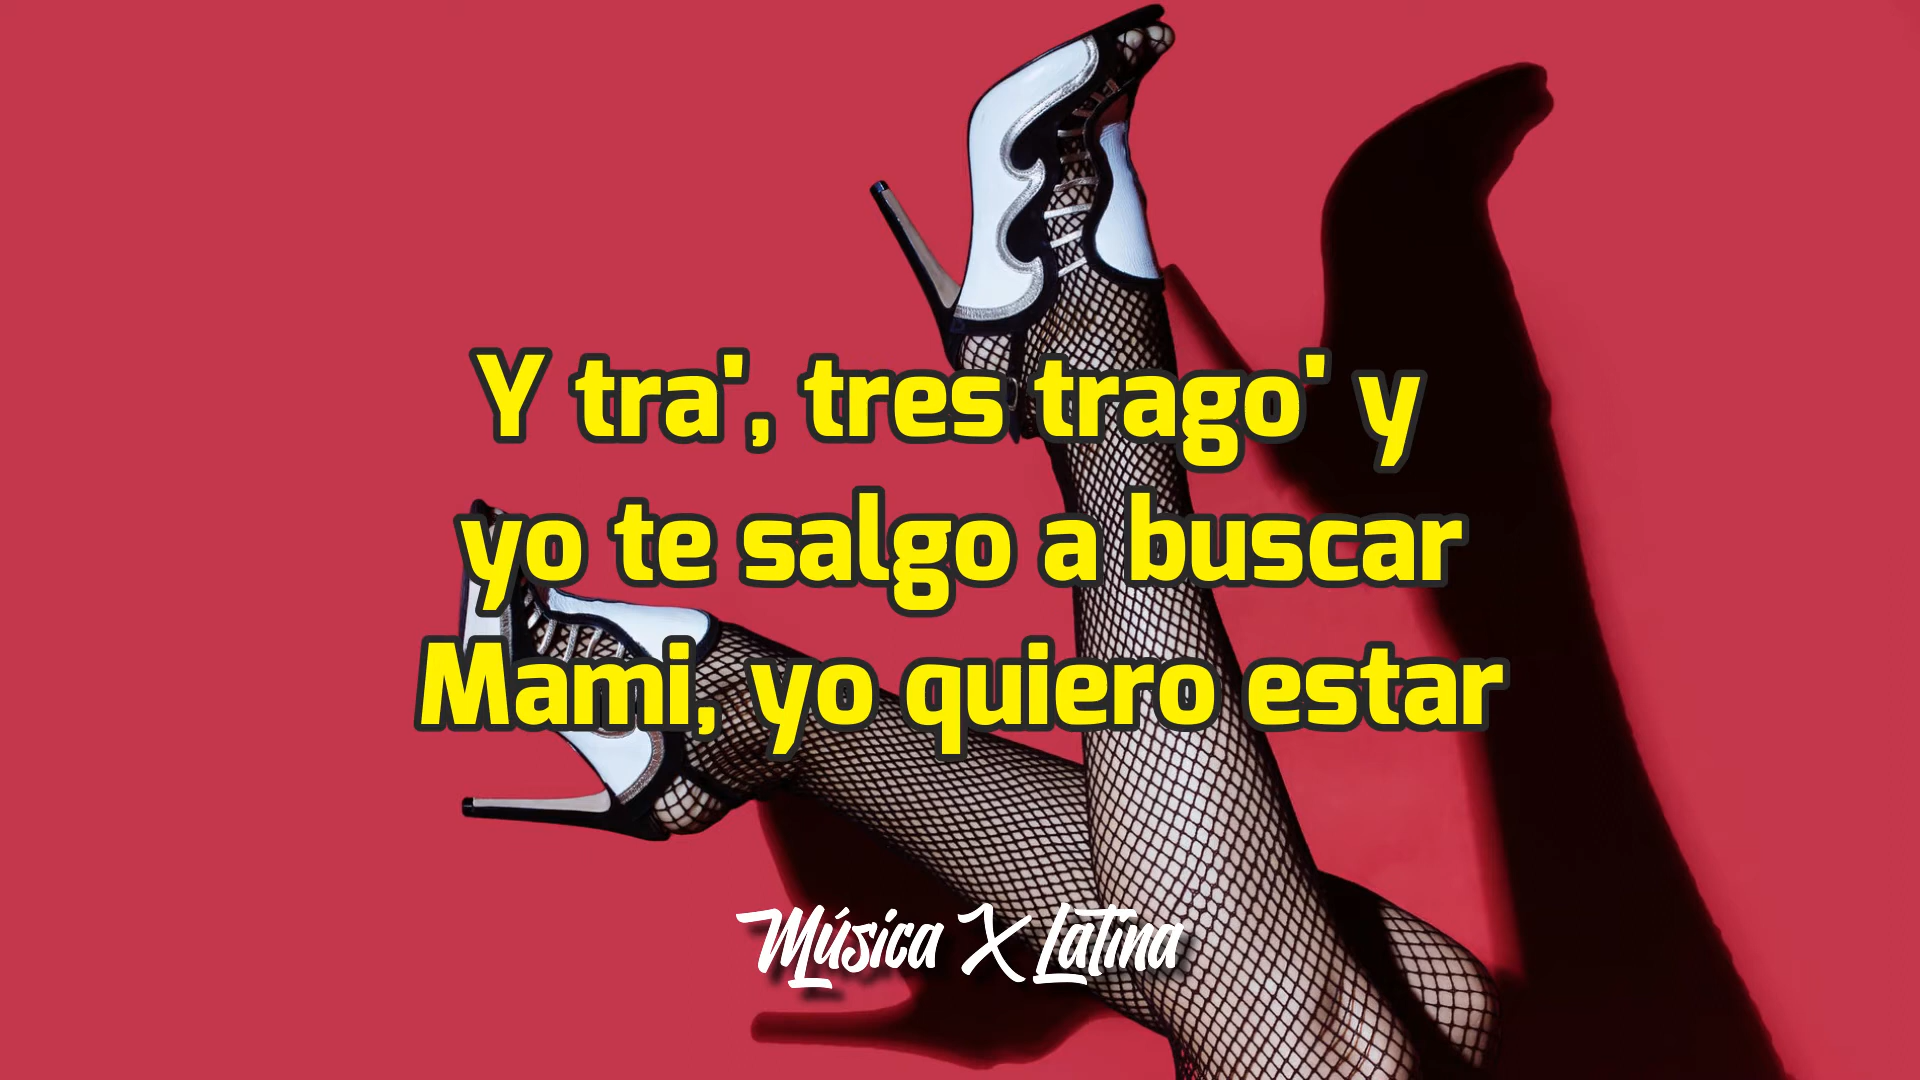 Y tra', tres trago' y
yo te salgo a buscar
Mami, yo quiero estar
Música X Latina